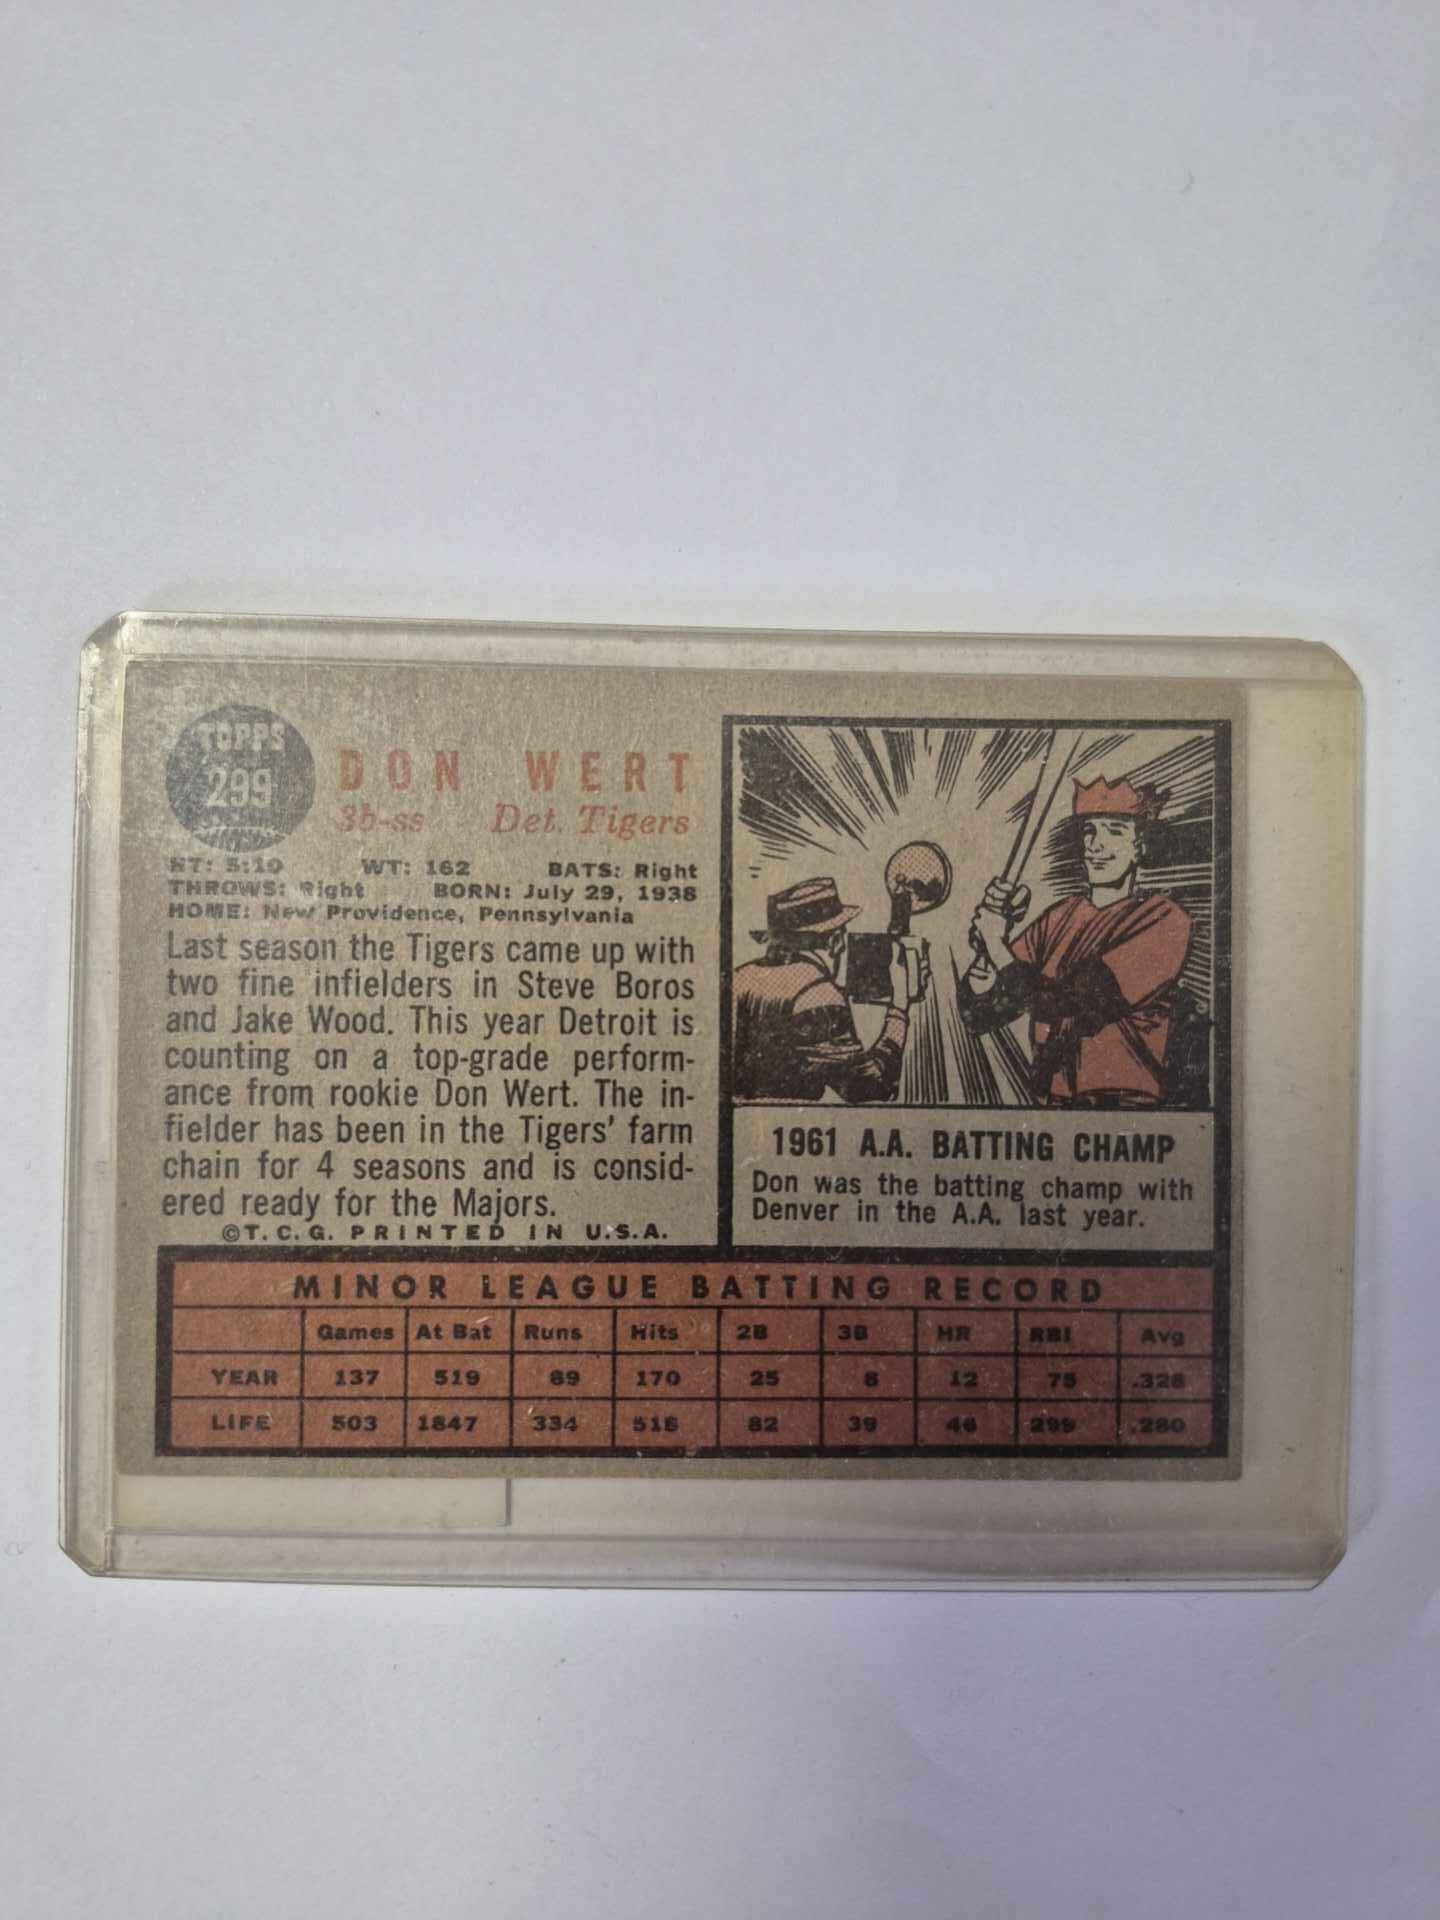 TOPPS
299
DON WERT
3b-ss Det. Tigers
HT: 5:10 WT: 162 BATS: Right
THROWS: Right BORN: July 29, 1938
HOME: New Providence, Pennsylvania
Last season the Tigers came up with
two fine infielders in Steve Boros
and Jake Wood. This year Detroit is
counting on a top-grade perform-
ance from rookie Don Wert. The in-
fielder has been in the Tigers' farm
chain for 4 seasons and is consid-
ered ready for the Majors.
©T.C.G. PRINTED IN U.S.A.
1961 A.A. BATTING CHAMP
Don was the batting champ with
Denver in the A.A. last year.
MINOR LEAGUE BATTING RECORD
Games At Bat Runs Hits 2B 3B HR RBI Avg
YEAR 137 519 89 170 25 8 12 75 .328
LIFE 503 1847 334 518 82 39 46 299 .280